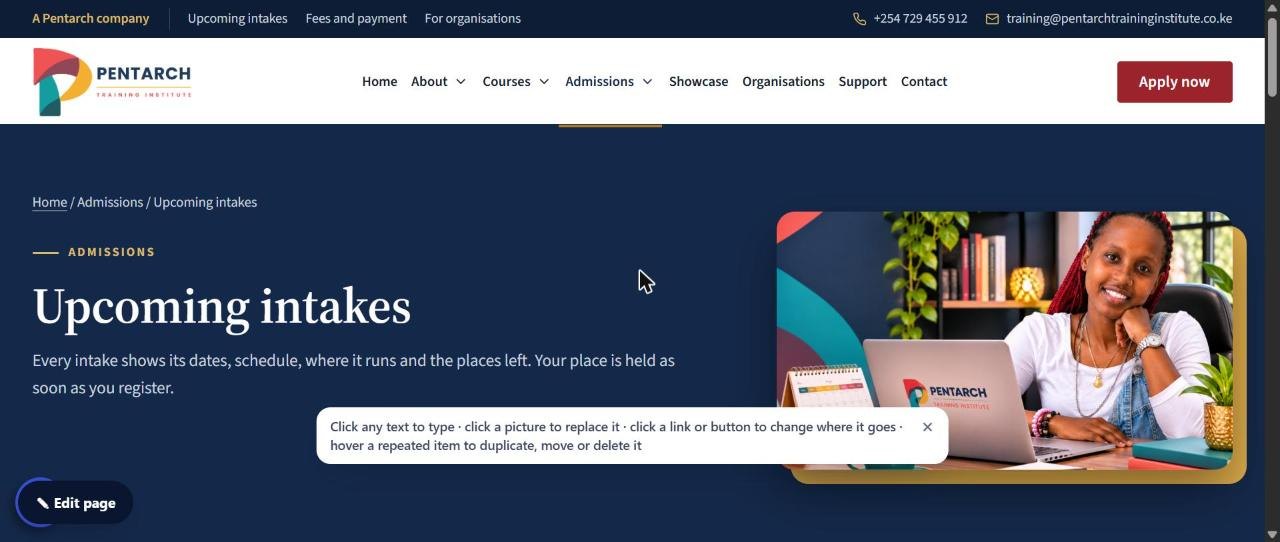 A Pentarch company
Upcoming intakes
Fees and payment
For organisations
+254 729 455 912
training@pentarchtraininginstitute.co.ke
PENTARCH
TRAINING INSTITUTE
Home
About
Courses
Admissions
Showcase
Organisations
Support
Contact
Apply now
Home / Admissions / Upcoming intakes
ADMISSIONS
Upcoming intakes
Every intake shows its dates, schedule, where it runs and the places left. Your place is held as
soon as you register.
PENTARCH
TRAINING INSTITUTE
Click any text to type · click a picture to replace it · click a link or button to change where it goes ·
hover a repeated item to duplicate, move or delete it
Edit page